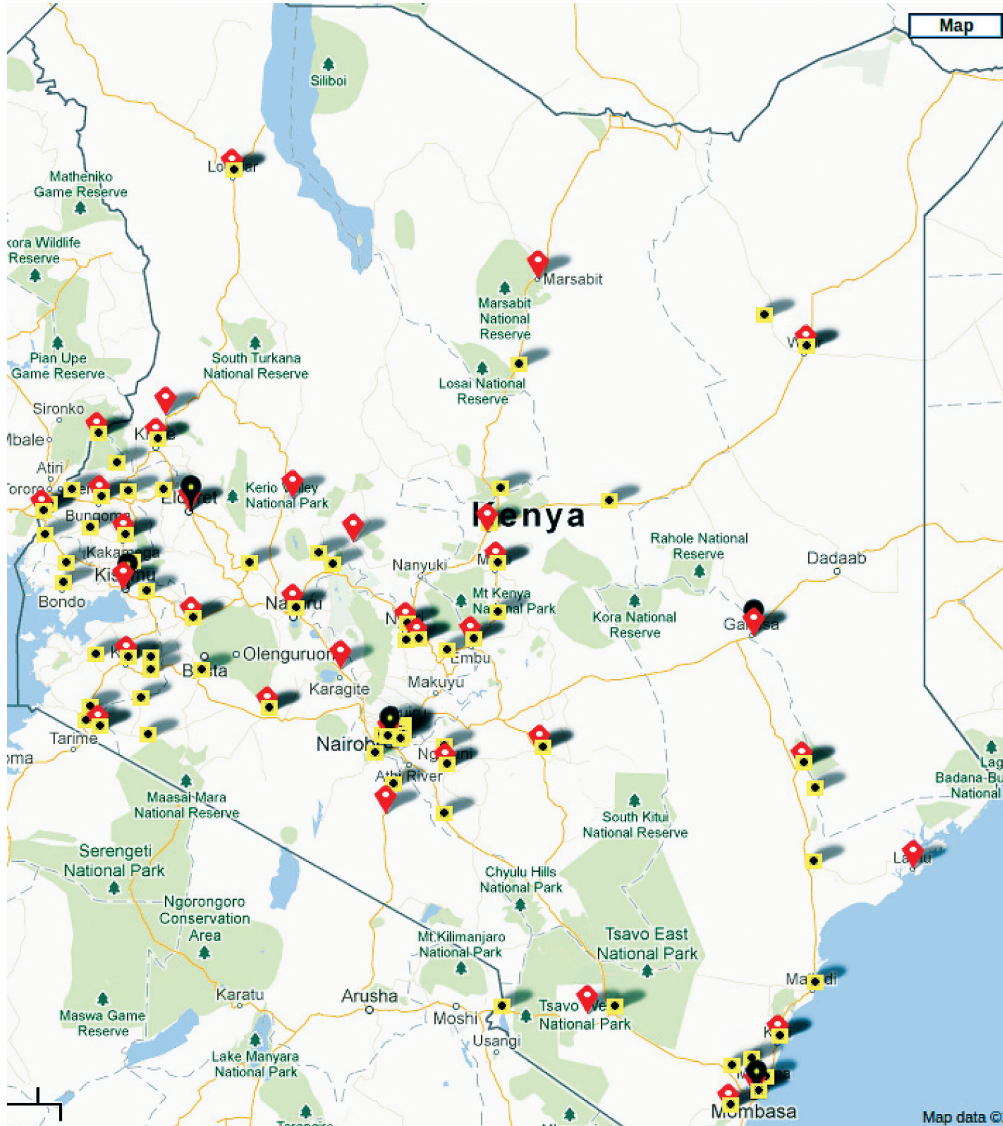 Map
Siliboi
Matheniko
Game Reserve
kora Wildlife
Reserve
Marsabit
Marsabit
National
Reserve
Pian Upe
Game Reserve
South Turkana
National Reserve
Losai National
Reserve
Sironko
Mbale
Atiri
Tororo
Kerio Valley
National Park
Bungoma
Kenya
Kakamega
Rahole National
Reserve
Dadaab
Nanyuki
Bondo
Mt Kenya
National Park
Kora National
Reserve
Embu
Olenguruon
Karagite
Makuyu
Tarime
oma
Nairobi
Athi River
Lag
Badana-Bu
National
Maasai Mara
National Reserve
South Kitui
National Reserve
Serengeti
National Park
Chyulu Hills
National Park
Ngorongoro
Conservation
Area
Mt Kilimanjaro
National Park
Tsavo East
National Park
Karatu
Arusha
Moshi
Tsavo We
National Park
Maswa Game
Reserve
Usangi
Lake Manyara
National Park
Mombasa
Map data ©